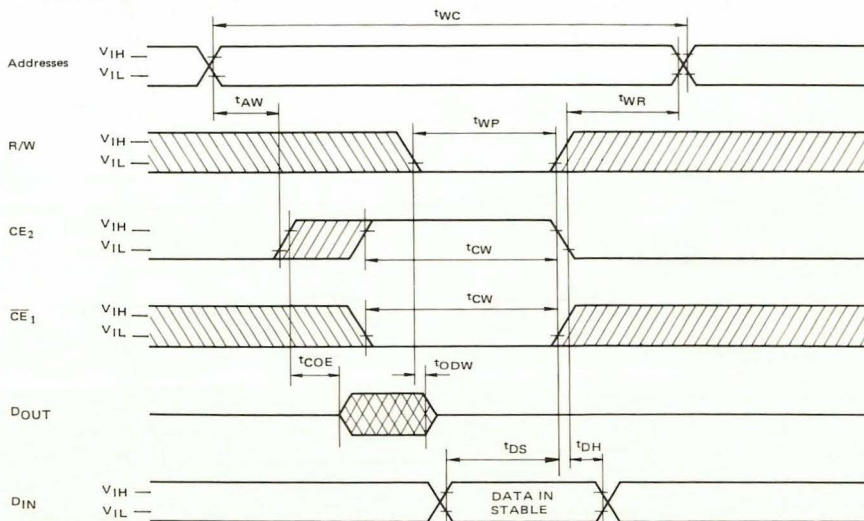 tWC
Addresses
VIH
VIL
tAW
tWR
tWP
R/W
VIH
VIL
CE2
VIH
VIL
tCW
tCW
CE1
VIH
VIL
tCOE
tODW
DOUT
tDS
tDH
DIN
VIH
VIL
DATA IN
STABLE